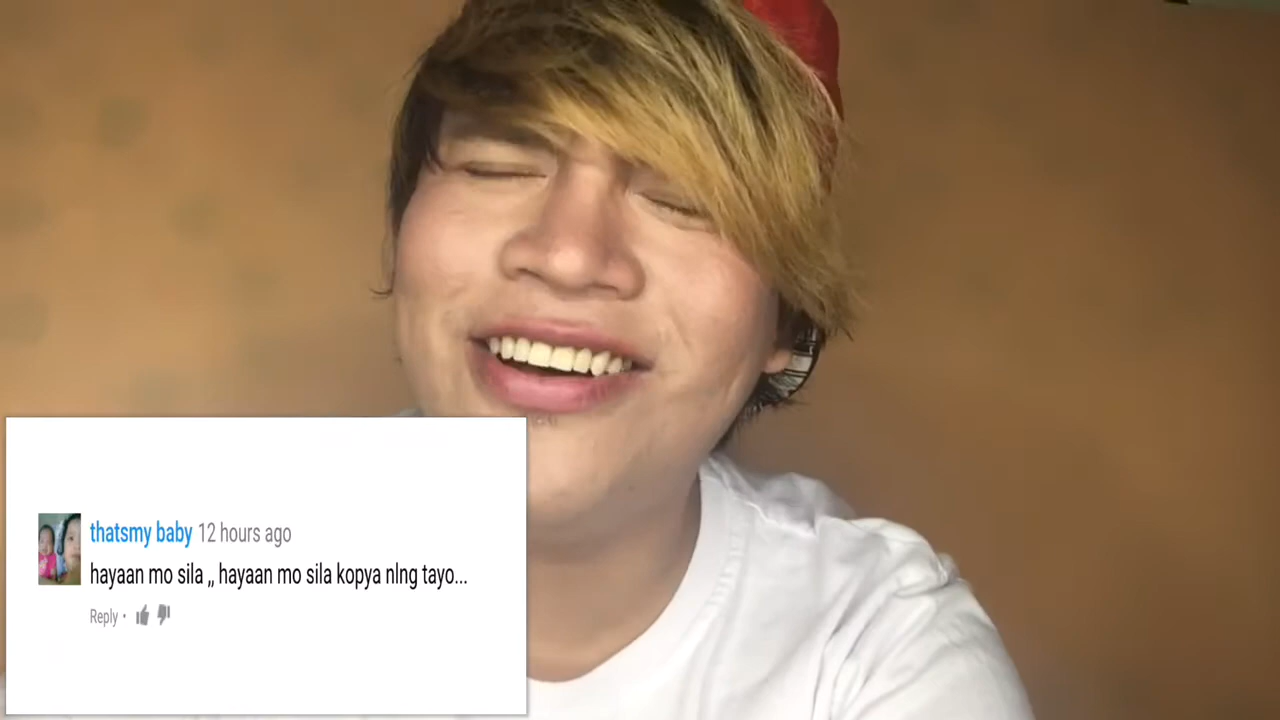 thatsmy baby 12 hours ago
hayaan mo sila ,, hayaan mo sila kopya nlng tayo...
Reply •